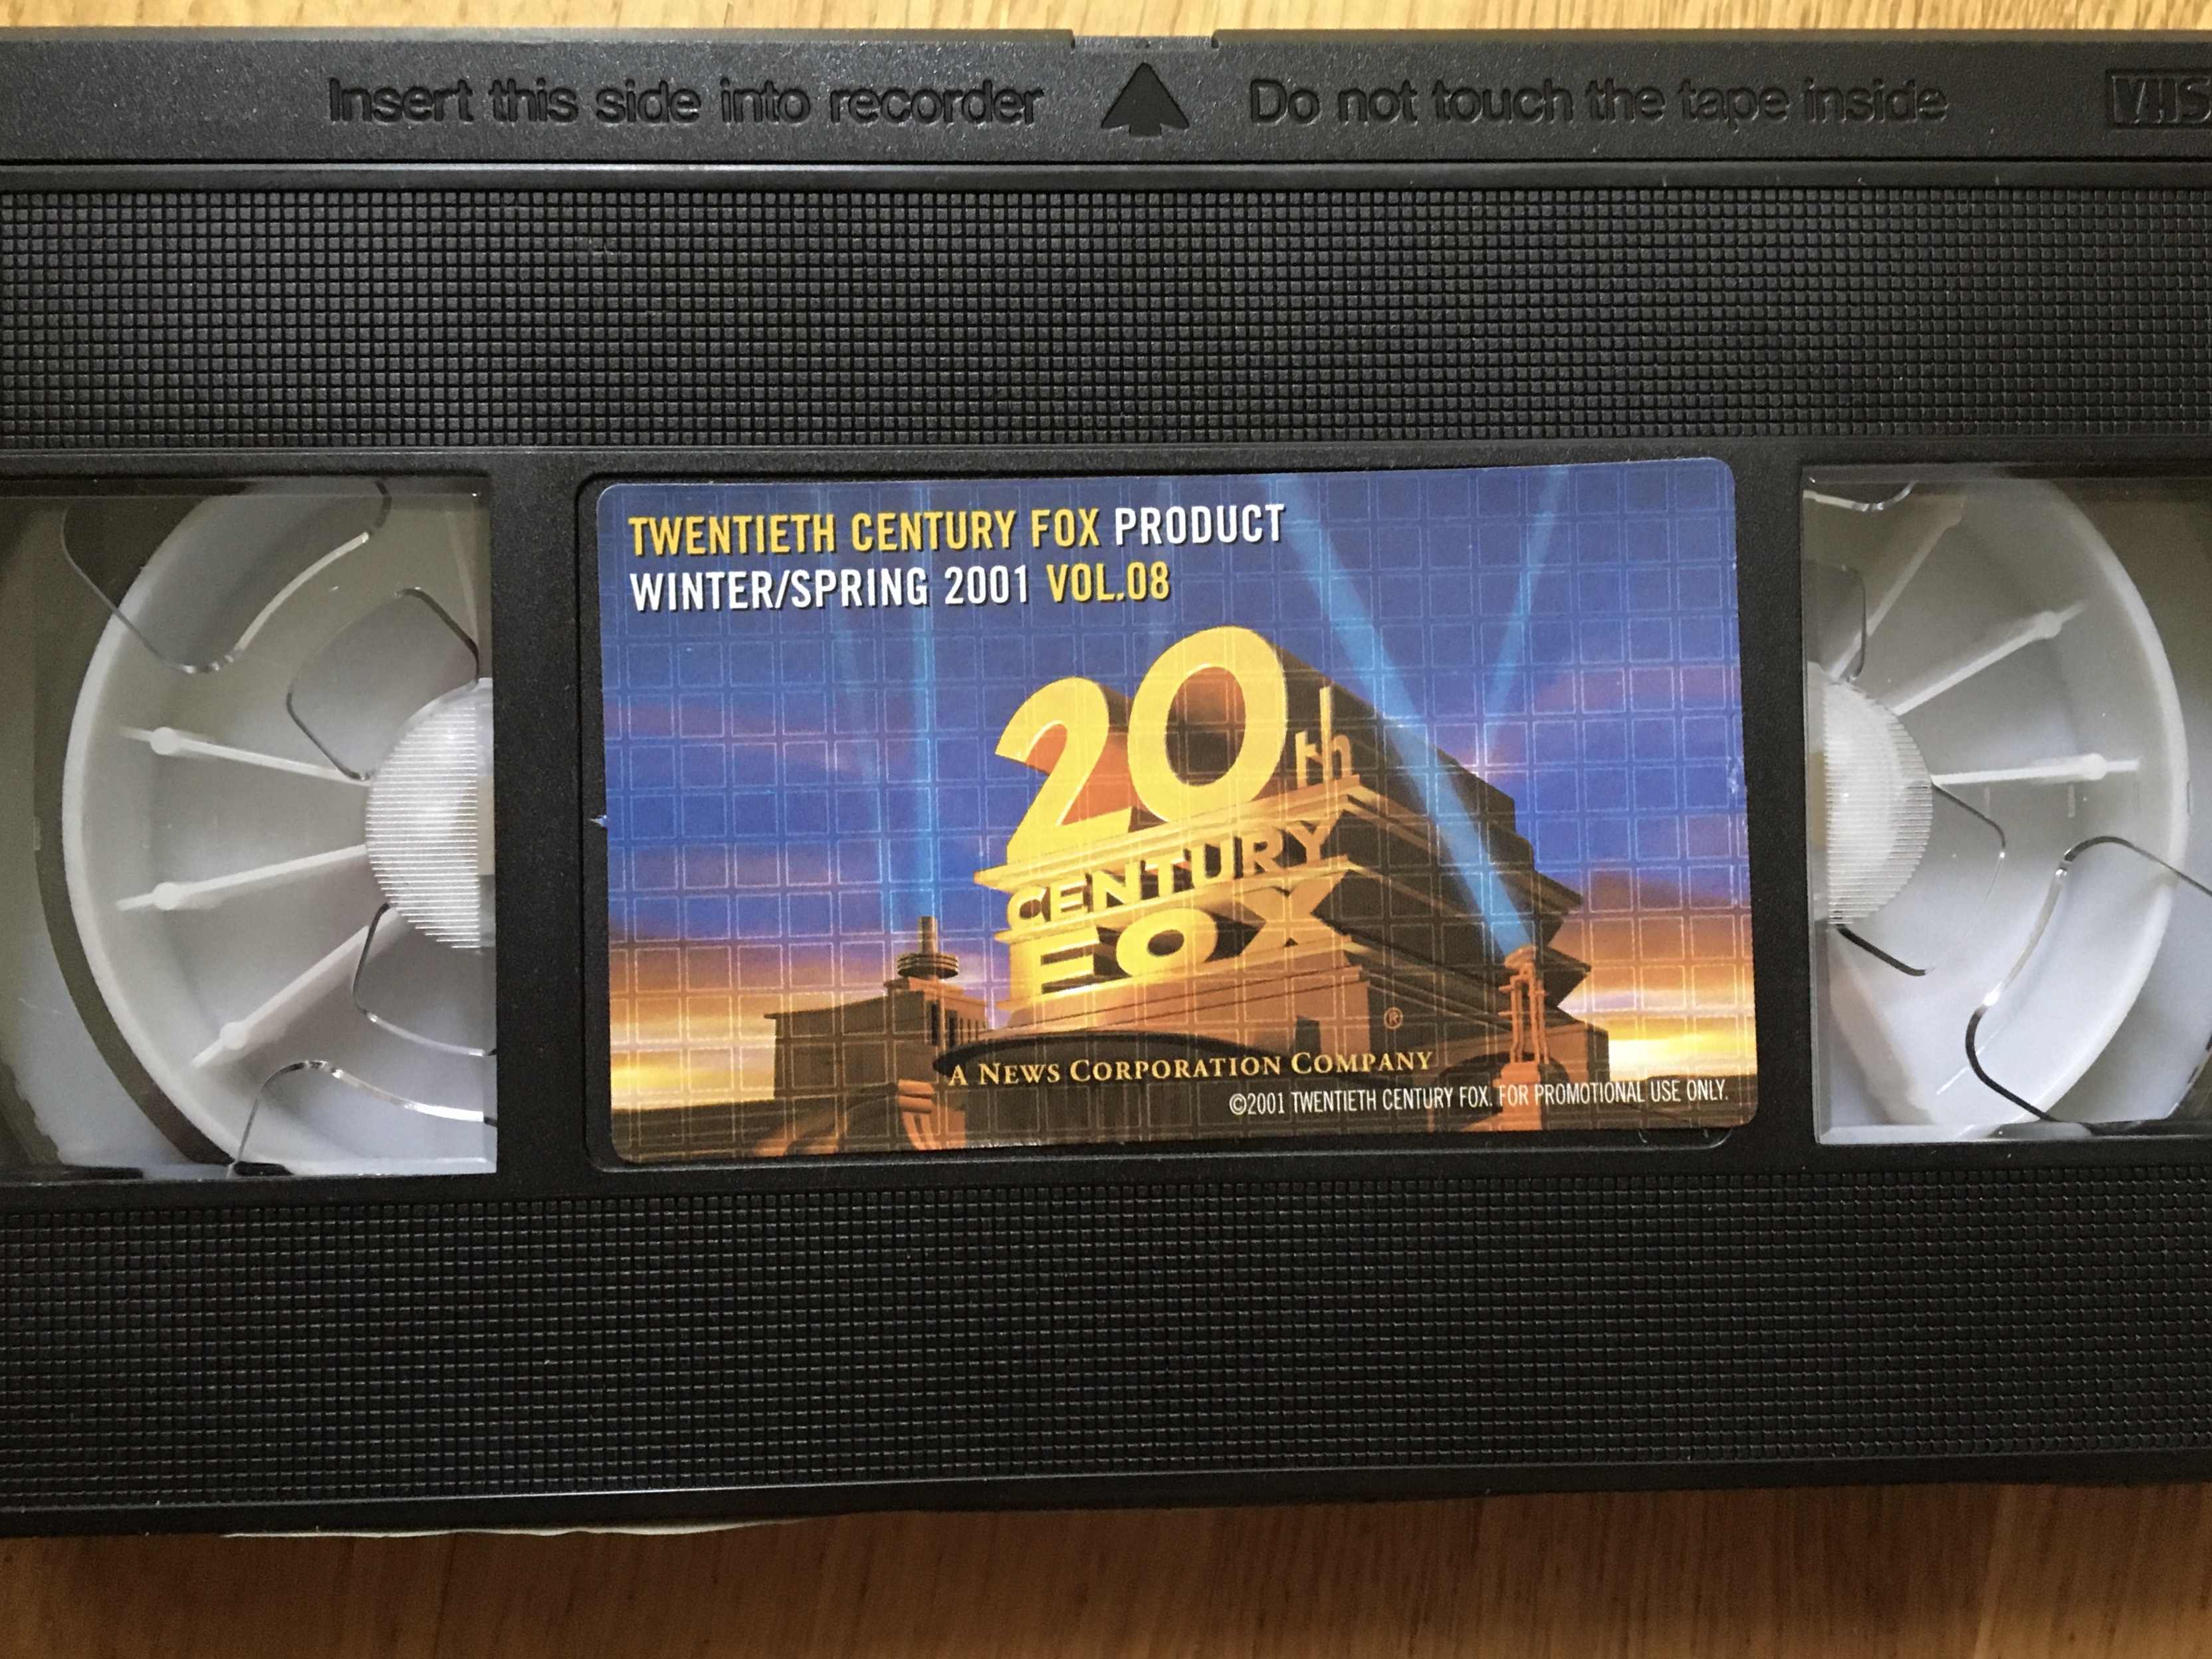 Insert this side into recorder Do not touch the tape inside VHS
TWENTIETH CENTURY FOX PRODUCT
WINTER/SPRING 2001 VOL.08
20th
CENTURY
FOX
®
A NEWS CORPORATION COMPANY
©2001 TWENTIETH CENTURY FOX. FOR PROMOTIONAL USE ONLY.